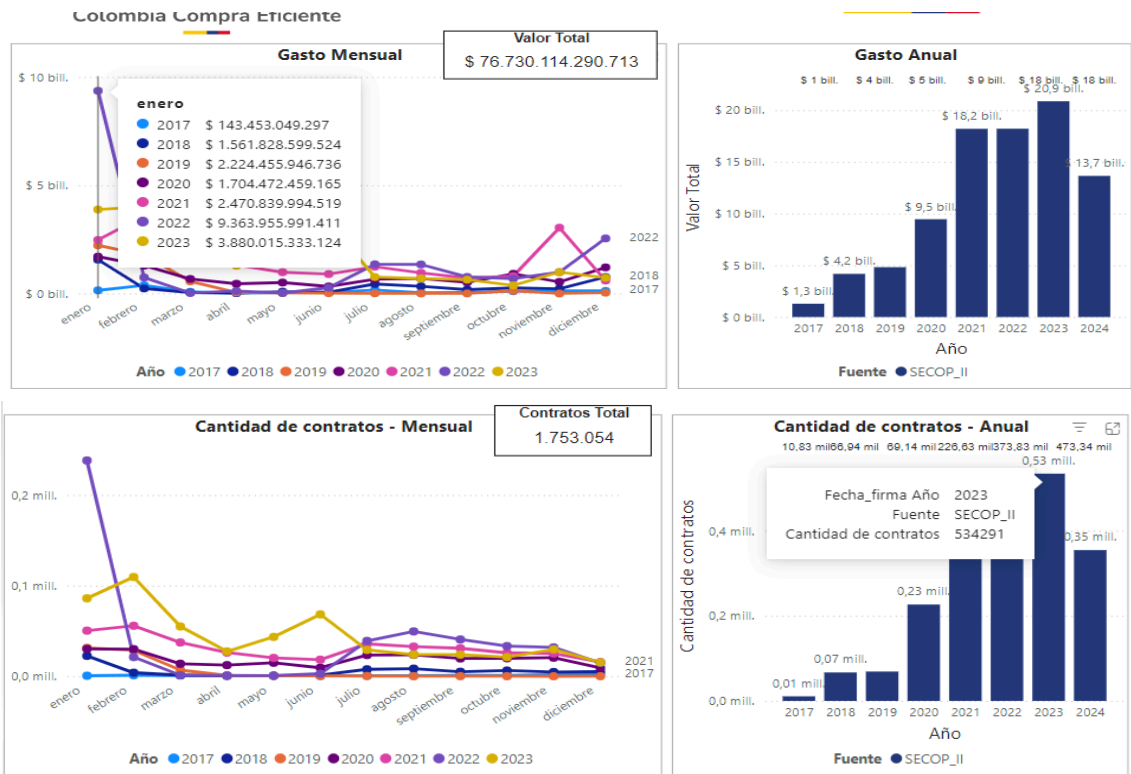 Colombia Compra Eficiente
Gasto Mensual
Valor Total
$ 76.730.114.290.713
$ 10 bill.
$ 5 bill.
$ 0 bill.
enero
2017 $ 143.453.049.297
2018 $ 1.561.828.599.524
2019 $ 2.224.455.946.736
2020 $ 1.704.472.459.165
2021 $ 2.470.839.994.519
2022 $ 9.363.955.991.411
2023 $ 3.880.015.333.124
2022
2018
2017
enero febrero marzo abril mayo junio julio agosto septiembre octubre noviembre diciembre
Año 2017 2018 2019 2020 2021 2022 2023
Gasto Anual
$ 1 bill. $ 4 bill. $ 5 bill. $ 9 bill. $ 18 bill. $ 18 bill.
$ 20,9 bill.
$ 20 bill.
$ 18,2 bill.
$ 15 bill.
$ 13,7 bill.
$ 10 bill.
$ 9,5 bill.
$ 5 bill.
$ 4,2 bill.
$ 1,3 bill.
$ 0 bill.
Valor Total
2017 2018 2019 2020 2021 2022 2023 2024
Año
Fuente SECOP_II
Cantidad de contratos - Mensual
Contratos Total
1.753.054
0,2 mill.
0,1 mill.
0,0 mill.
2021
2017
enero febrero marzo abril mayo junio julio agosto septiembre octubre noviembre diciembre
Año 2017 2018 2019 2020 2021 2022 2023
Cantidad de contratos - Anual
10,83 mil 66,94 mil 69,14 mil 226,63 mil 373,83 mil 473,34 mil
0,53 mill.
Fecha_firma Año 2023
Fuente SECOP_II
Cantidad de contratos 534291
0,4 mill.
0,35 mill.
0,23 mill.
0,2 mill.
0,07 mill.
0,01 mill.
0,0 mill.
Cantidad de contratos
2017 2018 2019 2020 2021 2022 2023 2024
Año
Fuente SECOP_II